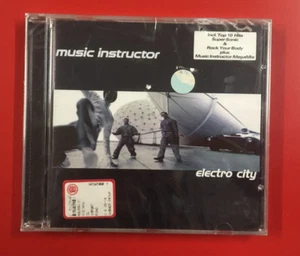 music instructor
Incl. Top 10 Hits
Super Sonic
&
Rock Your Body
plus
Music Instructor Megamix
electro city